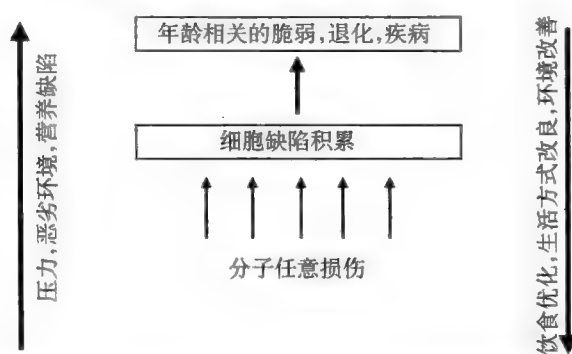 年龄相关的脆弱,退化,疾病
细胞缺陷积累
分子任意损伤
压力,恶劣环境,营养缺陷
饮食优化,生活方式改良,环境改善